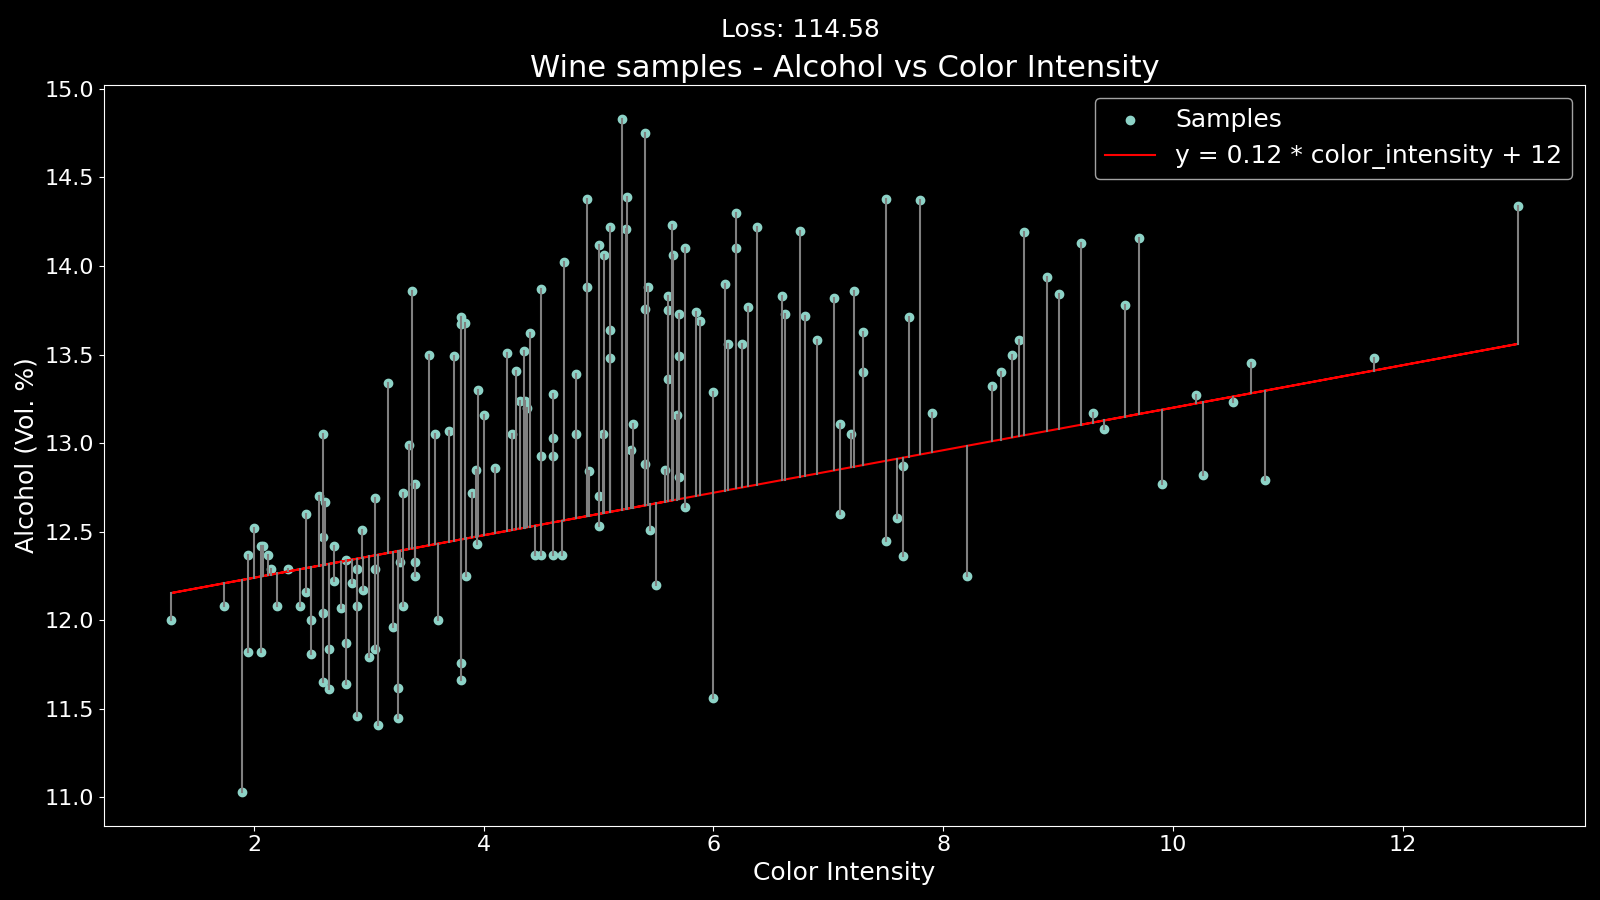 Loss: 114.58
Wine samples - Alcohol vs Color Intensity
Samples
y = 0.12 * color_intensity + 12
Alcohol (Vol. %)
15.0
14.5
14.0
13.5
13.0
12.5
12.0
11.5
11.0
2 4 6 8 10 12
Color Intensity